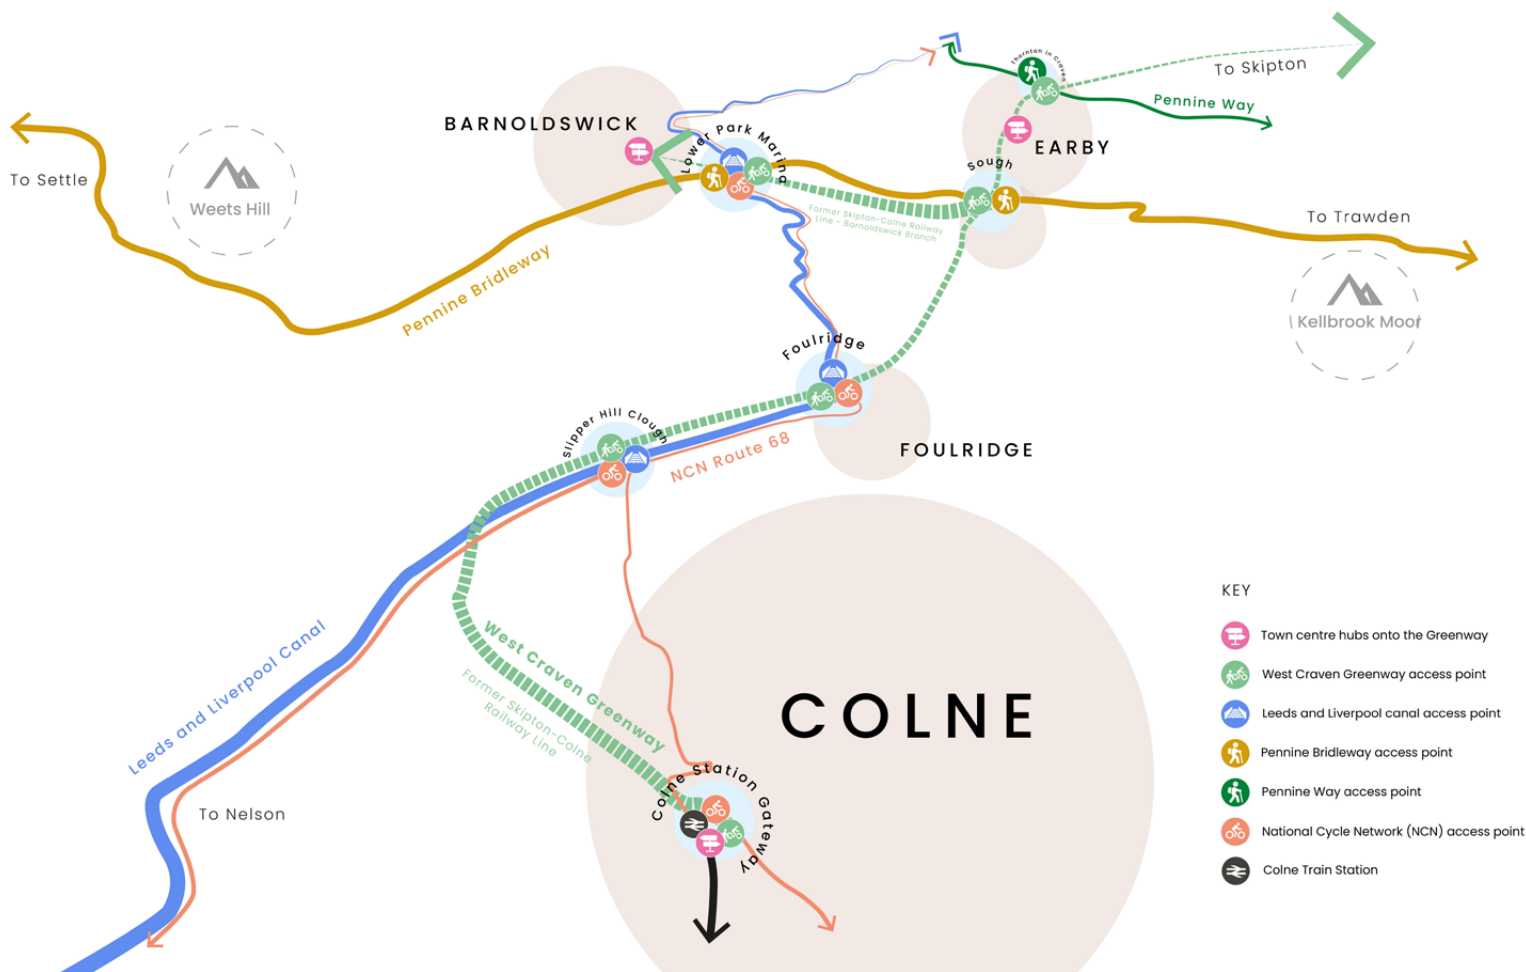 Thornton in Craven
To Skipton
Pennine Way
BARNOLDSWICK
Lower Park Marina
EARBY
Sough
To Settle
Weets Hill
Former Skipton-Colne Railway
Line - Barnoldswick Branch
To Trawden
Pennine Bridleway
Kellbrook Moor
Foulridge
Slipper Hill Clough
NCN Route 68
FOULRIDGE
Leeds and Liverpool Canal
West Craven Greenway
Former Skipton-Colne
Railway Line
COLNE
Colne Station Gateway
To Nelson
KEY
Town centre hubs onto the Greenway
West Craven Greenway access point
Leeds and Liverpool canal access point
Pennine Bridleway access point
Pennine Way access point
National Cycle Network (NCN) access point
Colne Train Station